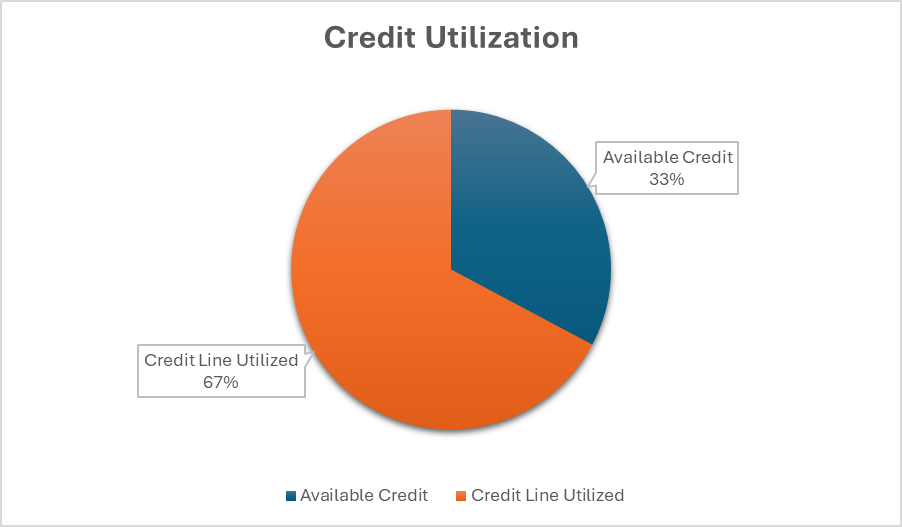 Credit Utilization
Available Credit
33%
Credit Line Utilized
67%
Available Credit
Credit Line Utilized